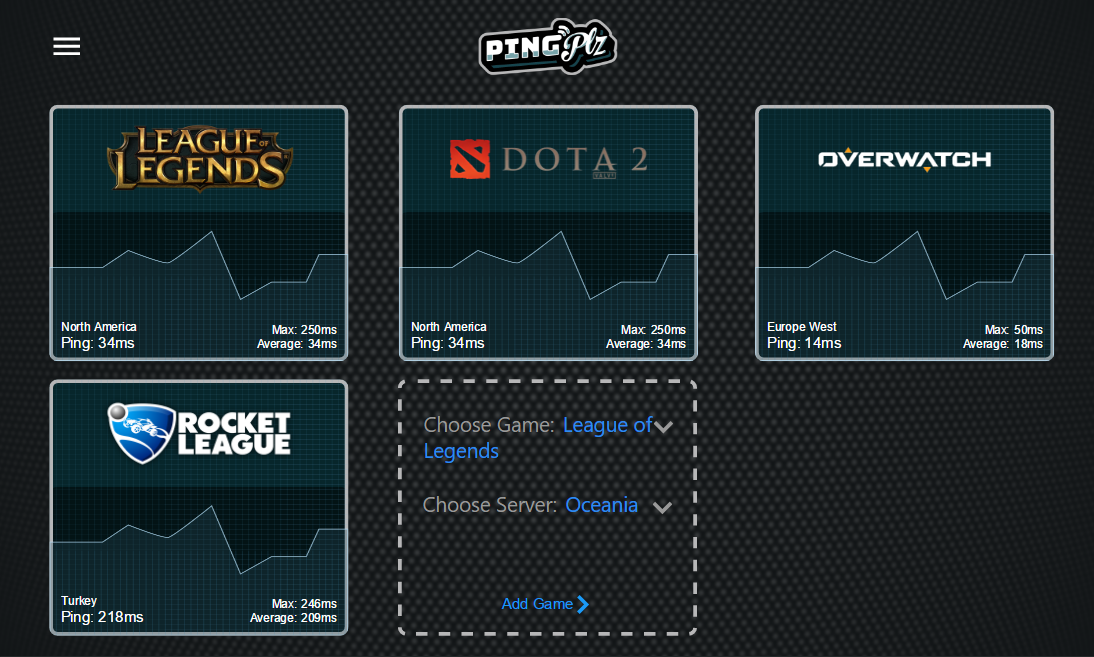 PING Plz
LEAGUE OF
LEGENDS
North America
Ping: 34ms
Max: 250ms
Average: 34ms
DOTA 2
VALVE
North America
Ping: 34ms
Max: 250ms
Average: 34ms
OVERWATCH
Europe West
Ping: 14ms
Max: 50ms
Average: 18ms
ROCKET
LEAGUE
Turkey
Ping: 218ms
Max: 246ms
Average: 209ms
Choose Game: League of
Legends
Choose Server: Oceania
Add Game